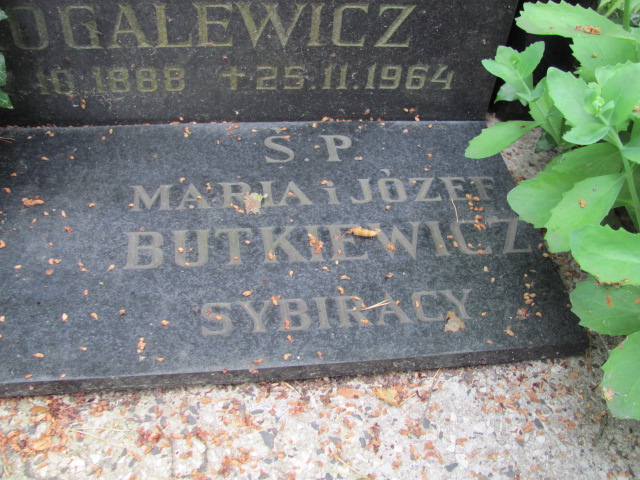 OGALEWICZ
10.1888 + 25.11.1964
Ś.P.
MARIA i JÓZEF
BUTKIEWICZ
SYBIRACY